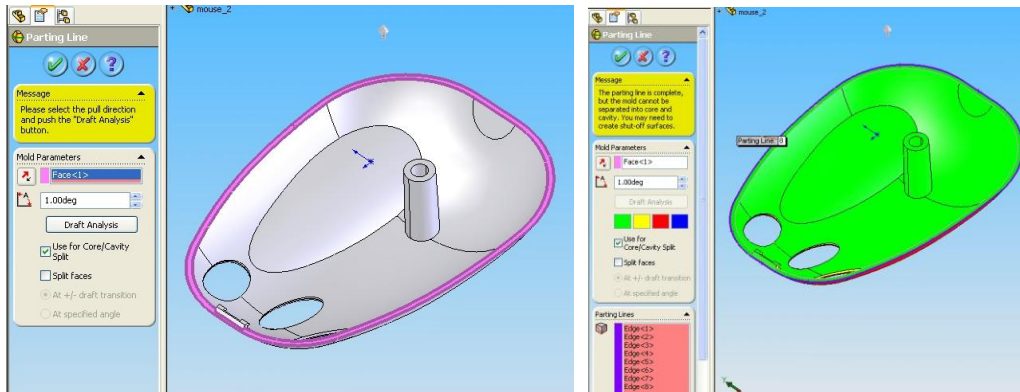 mouse_2
Parting Line
Message
Please select the pull direction
and push the "Draft Analysis"
button.
Mold Parameters
Face<1>
1.00deg
Draft Analysis
Use for Core/Cavity
Split
Split faces
At +/- draft transition
At specified angle
mouse_2
Parting Line
Message
The parting line is complete,
but the mold cannot be
separated into core and
cavity. You may need to
create shut-off surfaces.
Mold Parameters
Face<1>
1.00deg
Draft Analysis
Use for
Core/Cavity Split
Split faces
At +/- draft transition
At specified angle
Parting Lines
Edge<1>
Edge<2>
Edge<3>
Edge<4>
Edge<5>
Edge<6>
Edge<7>
Edge<8>
Parting Line:
Y